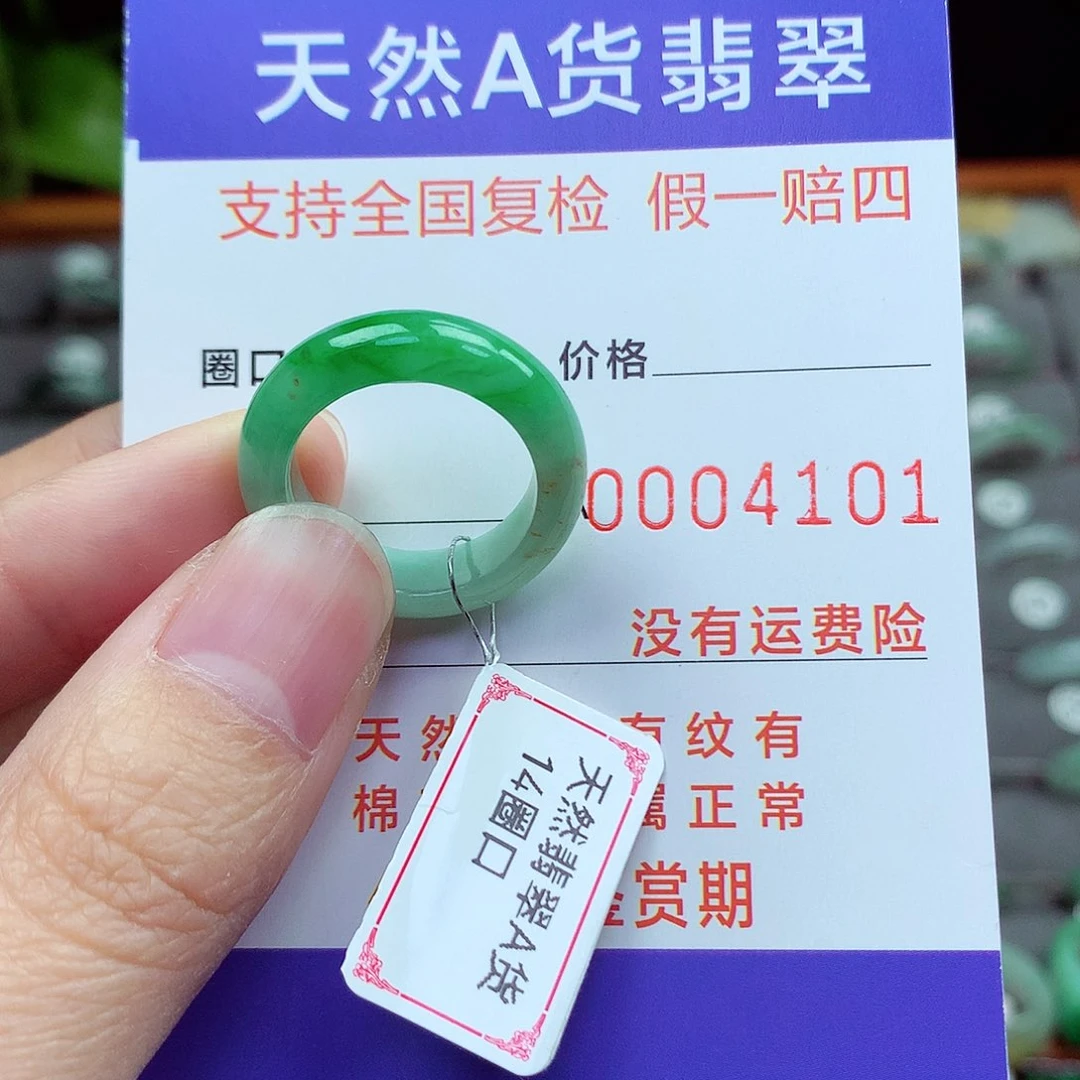 天然A货翡翠
支持全国复检 假一赔四
圈口 价格
0004101
没有运费险
天然 有纹有
棉 属正常
赏期
天然翡翠A货
14圈口